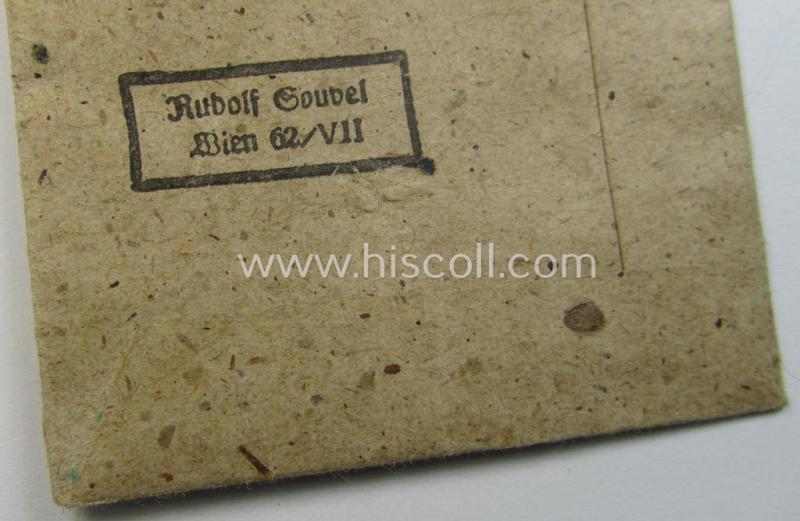 Rudolf Souvel
Wien 62/VII
www.hiscoll.com